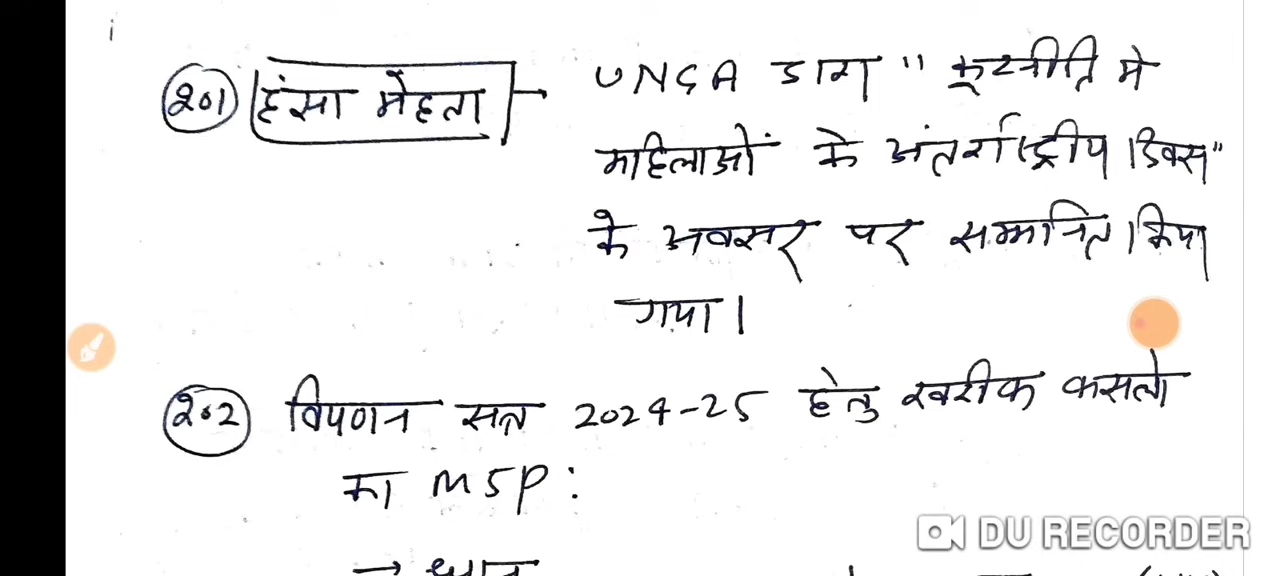 201 हंसा मेहता → UNGA द्वारा "कूटनीति मे
महिलाओं के अंतर्राष्ट्रीय दिवस"
के अवसर पर सम्मानित किया
गया।
202 विपणन सत्र 2024-25 हेतु खरीफ फसलो
का MSP:
→ धान
DU RECORDER